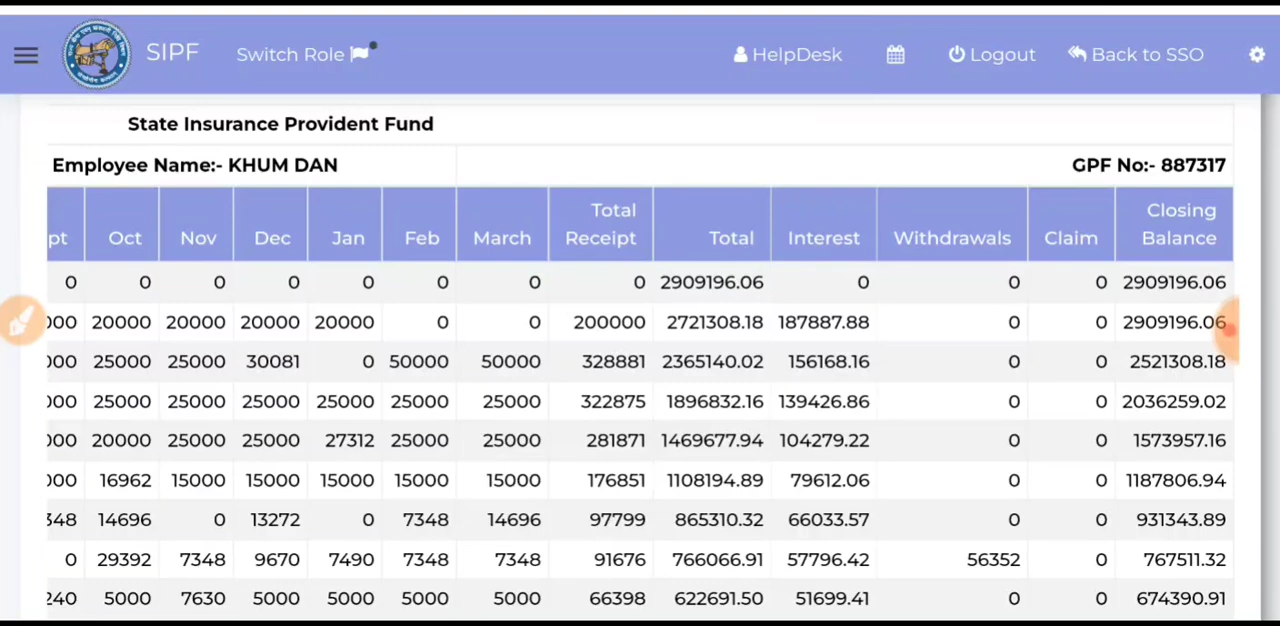 SIPF Switch Role HelpDesk Logout Back to SSO
State Insurance Provident Fund
Employee Name:- KHUM DAN GPF No:- 887317
pt Oct Nov Dec Jan Feb March Total Receipt Total Interest Withdrawals Claim Closing Balance
0 0 0 0 0 0 0 0 2909196.06 0 0 0 2909196.06
000 20000 20000 20000 20000 0 0 200000 2721308.18 187887.88 0 0 2909196.06
000 25000 25000 30081 0 50000 50000 328881 2365140.02 156168.16 0 0 2521308.18
000 25000 25000 25000 25000 25000 25000 322875 1896832.16 139426.86 0 0 2036259.02
000 20000 25000 25000 27312 25000 25000 281871 1469677.94 104279.22 0 0 1573957.16
000 16962 15000 15000 15000 15000 15000 176851 1108194.89 79612.06 0 0 1187806.94
348 14696 0 13272 0 7348 14696 97799 865310.32 66033.57 0 0 931343.89
0 29392 7348 9670 7490 7348 7348 91676 766066.91 57796.42 56352 0 767511.32
240 5000 7630 5000 5000 5000 5000 66398 622691.50 51699.41 0 0 674390.91